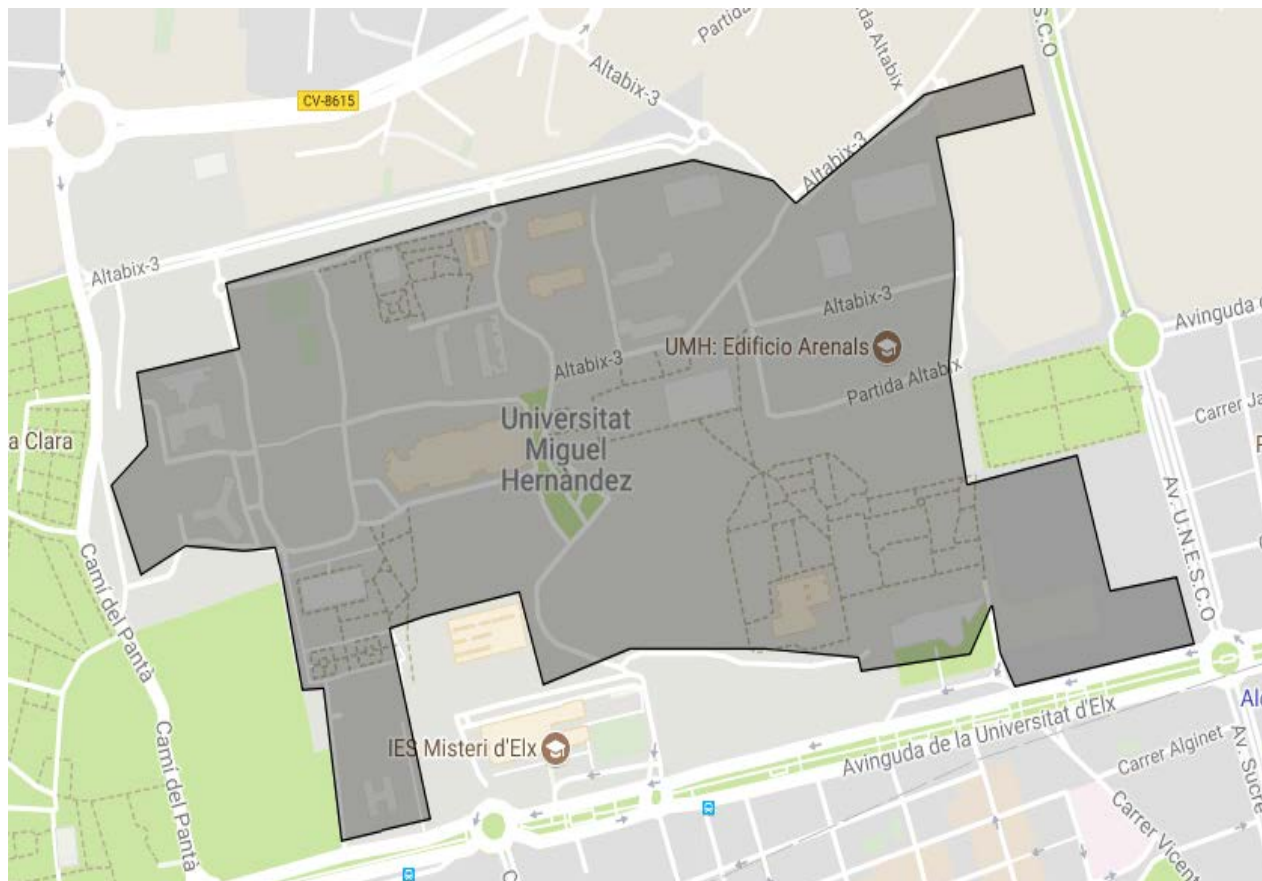 S.C.O
Partida
da Altabix
Altabix-3
CV-8615
Altabix-3
Altabix-3
Altabix-3
Avinguda d
UMH: Edificio Arenals
Altabix-3
Partida Altabix
Carrer Ja
Universitat
Miguel
Hernàndez
a Clara
Av. U.N.E.S.C.O
Camí del Pantà
Camí del Pantà
IES Misteri d'Elx
Avinguda de la Universitat d'Elx
Carrer Alginet
Av. Sucre
Carrer Vicent